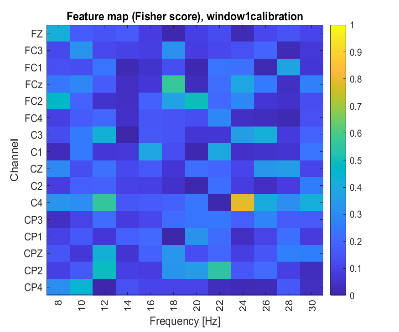 Feature map (Fisher score), window1calibration
Channel
FZ
FC3
FC1
FCz
FC2
FC4
C3
C1
CZ
C2
C4
CP3
CP1
CPZ
CP2
CP4
8 10 12 14 16 18 20 22 24 26 28 30
Frequency [Hz]
1
0.9
0.8
0.7
0.6
0.5
0.4
0.3
0.2
0.1
0